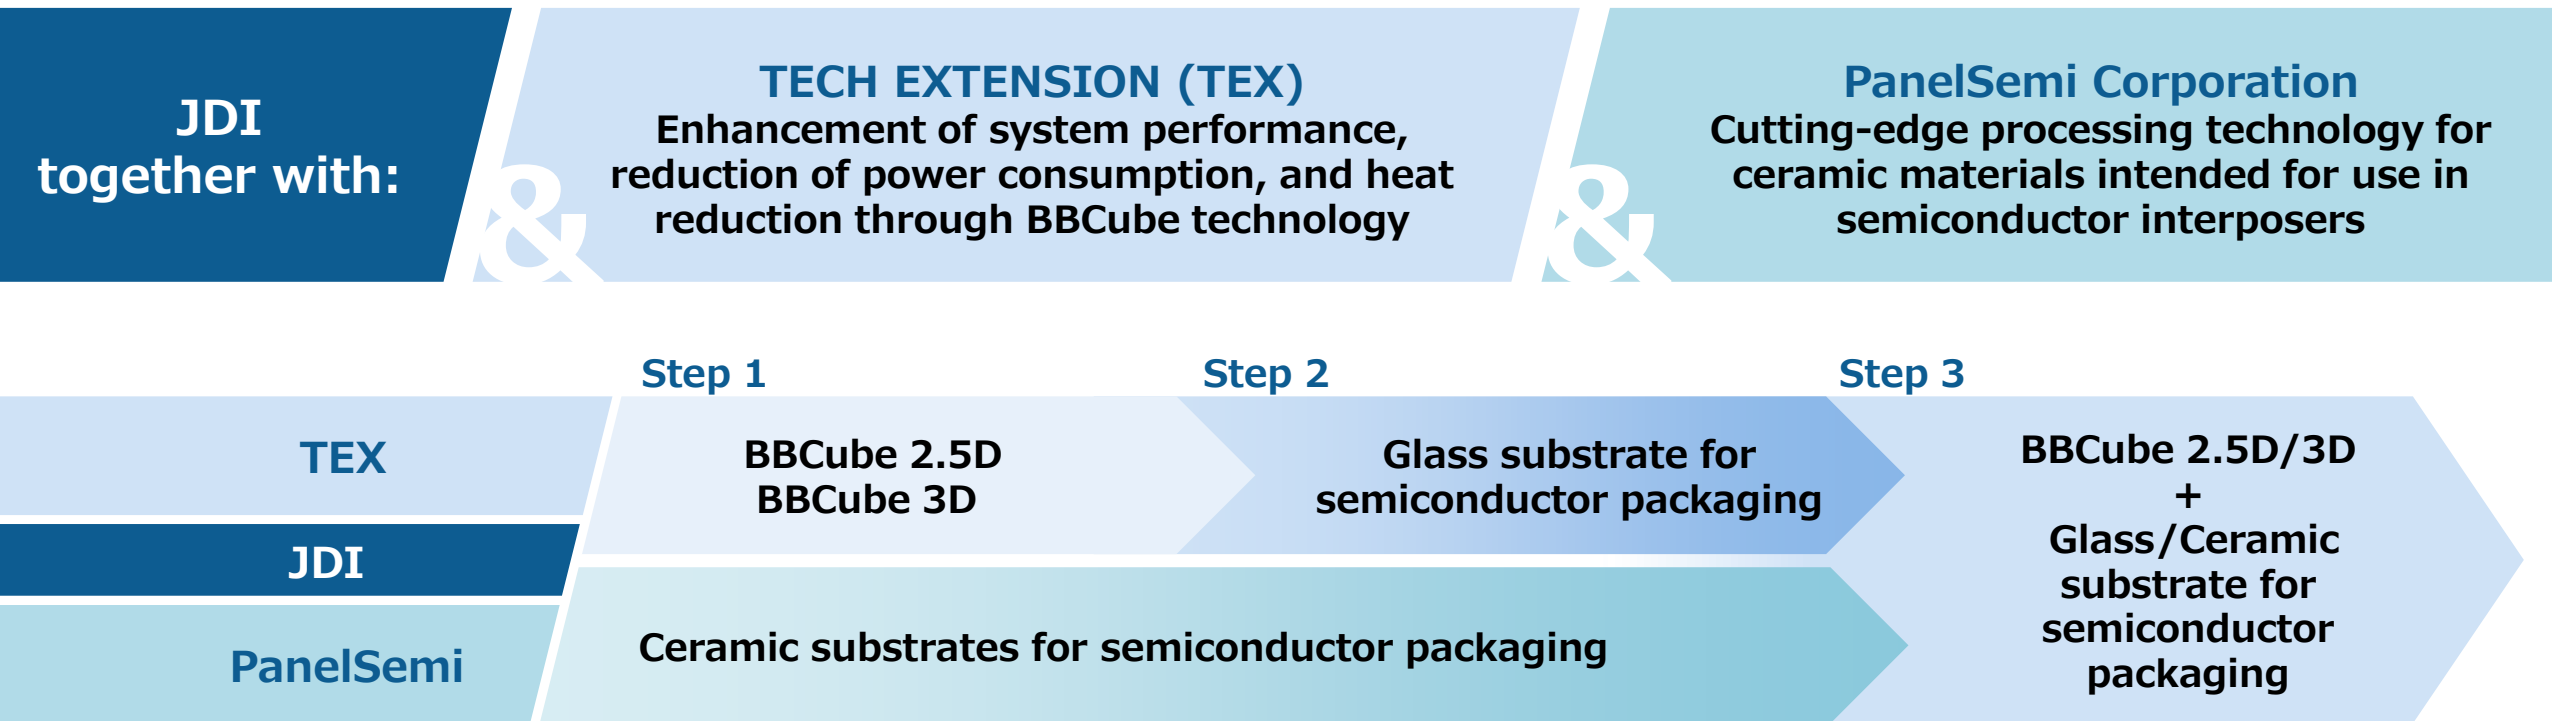 JDI
together with:
&
TECH EXTENSION (TEX)
Enhancement of system performance,
reduction of power consumption, and heat
reduction through BBCube technology
&
PanelSemi Corporation
Cutting-edge processing technology for
ceramic materials intended for use in
semiconductor interposers
Step 1
Step 2
Step 3
TEX
JDI
PanelSemi
BBCube 2.5D
BBCube 3D
Glass substrate for
semiconductor packaging
Ceramic substrates for semiconductor packaging
BBCube 2.5D/3D
+
Glass/Ceramic
substrate for
semiconductor
packaging